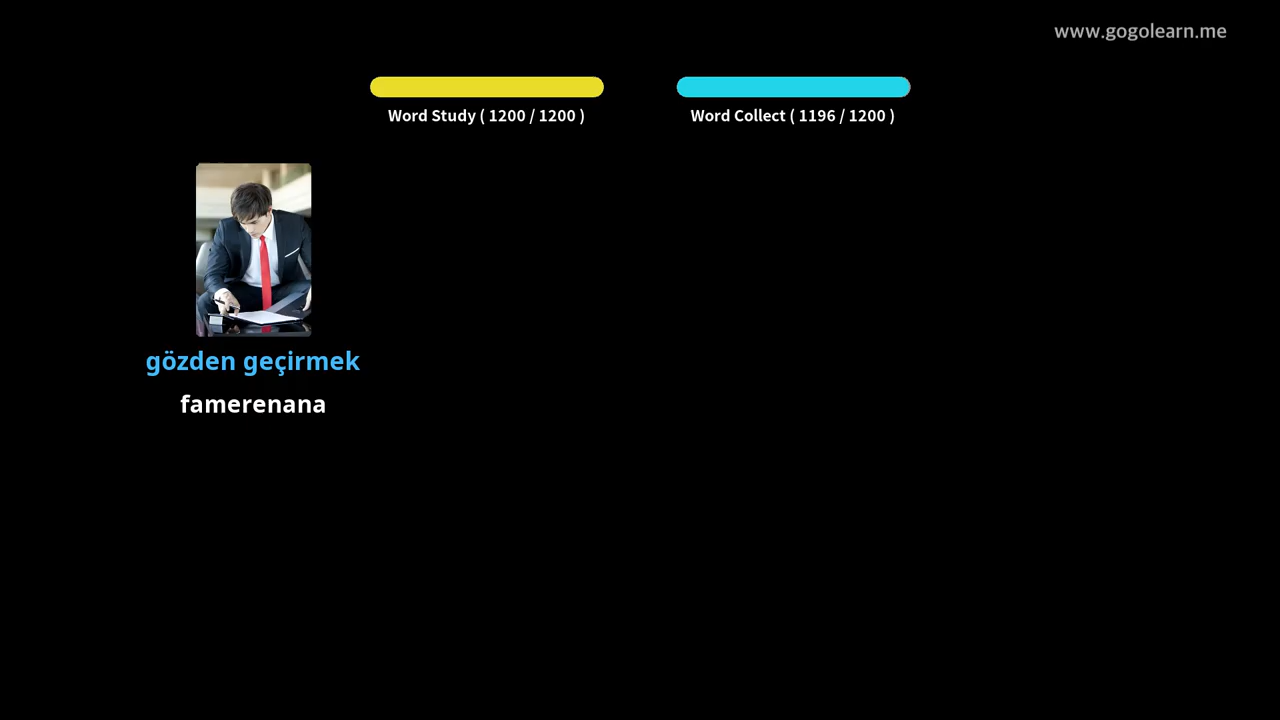 www.gogolearn.me
Word Study ( 1200 / 1200 )
Word Collect ( 1196 / 1200 )
gözden geçirmek
famerenana